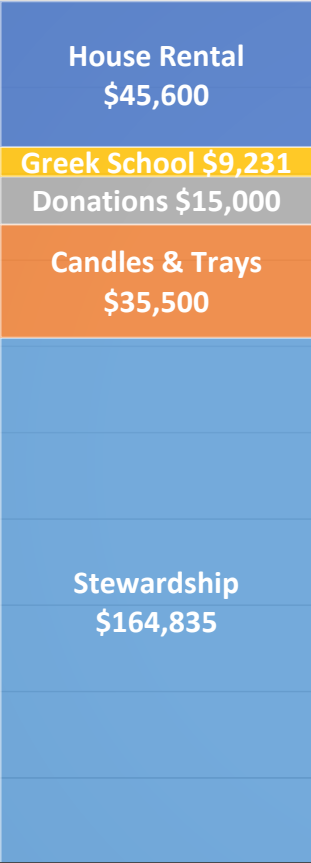 House Rental
$45,600
Greek School $9,231
Donations $15,000
Candles & Trays
$35,500
Stewardship
$164,835